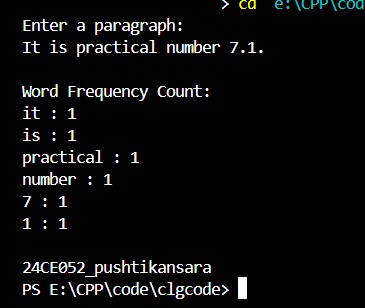 > cd e:\CPP\cod
Enter a paragraph:
It is practical number 7.1.
Word Frequency Count:
it : 1
is : 1
practical : 1
number : 1
7 : 1
1 : 1
24CE052_pushtikansara
PS E:\CPP\code\clgcode>